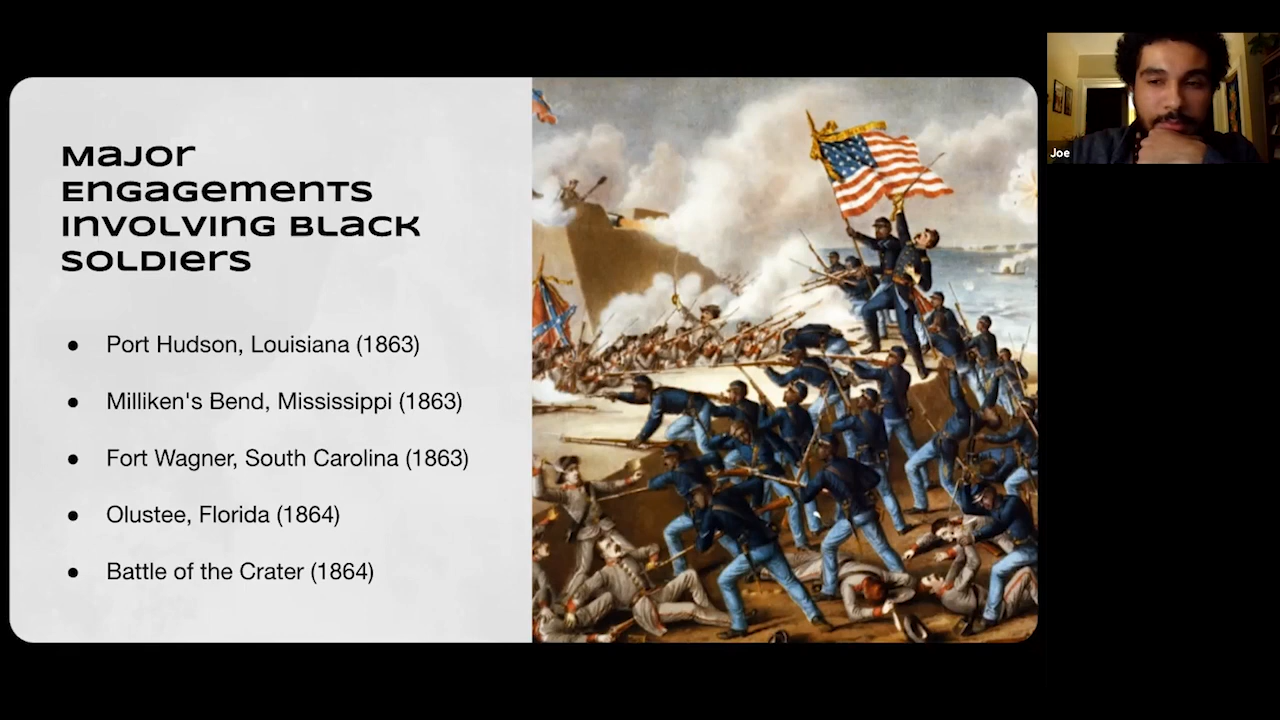 Major
Engagements
Involving Black
Soldiers
● Port Hudson, Louisiana (1863)
● Milliken's Bend, Mississippi (1863)
● Fort Wagner, South Carolina (1863)
● Olustee, Florida (1864)
● Battle of the Crater (1864)
Joe